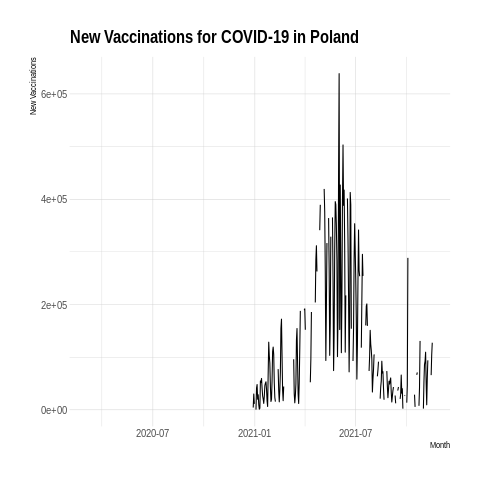 New Vaccinations for COVID-19 in Poland
New Vaccinations
6e+05
4e+05
2e+05
0e+00
2020-07
2021-01
2021-07
Month